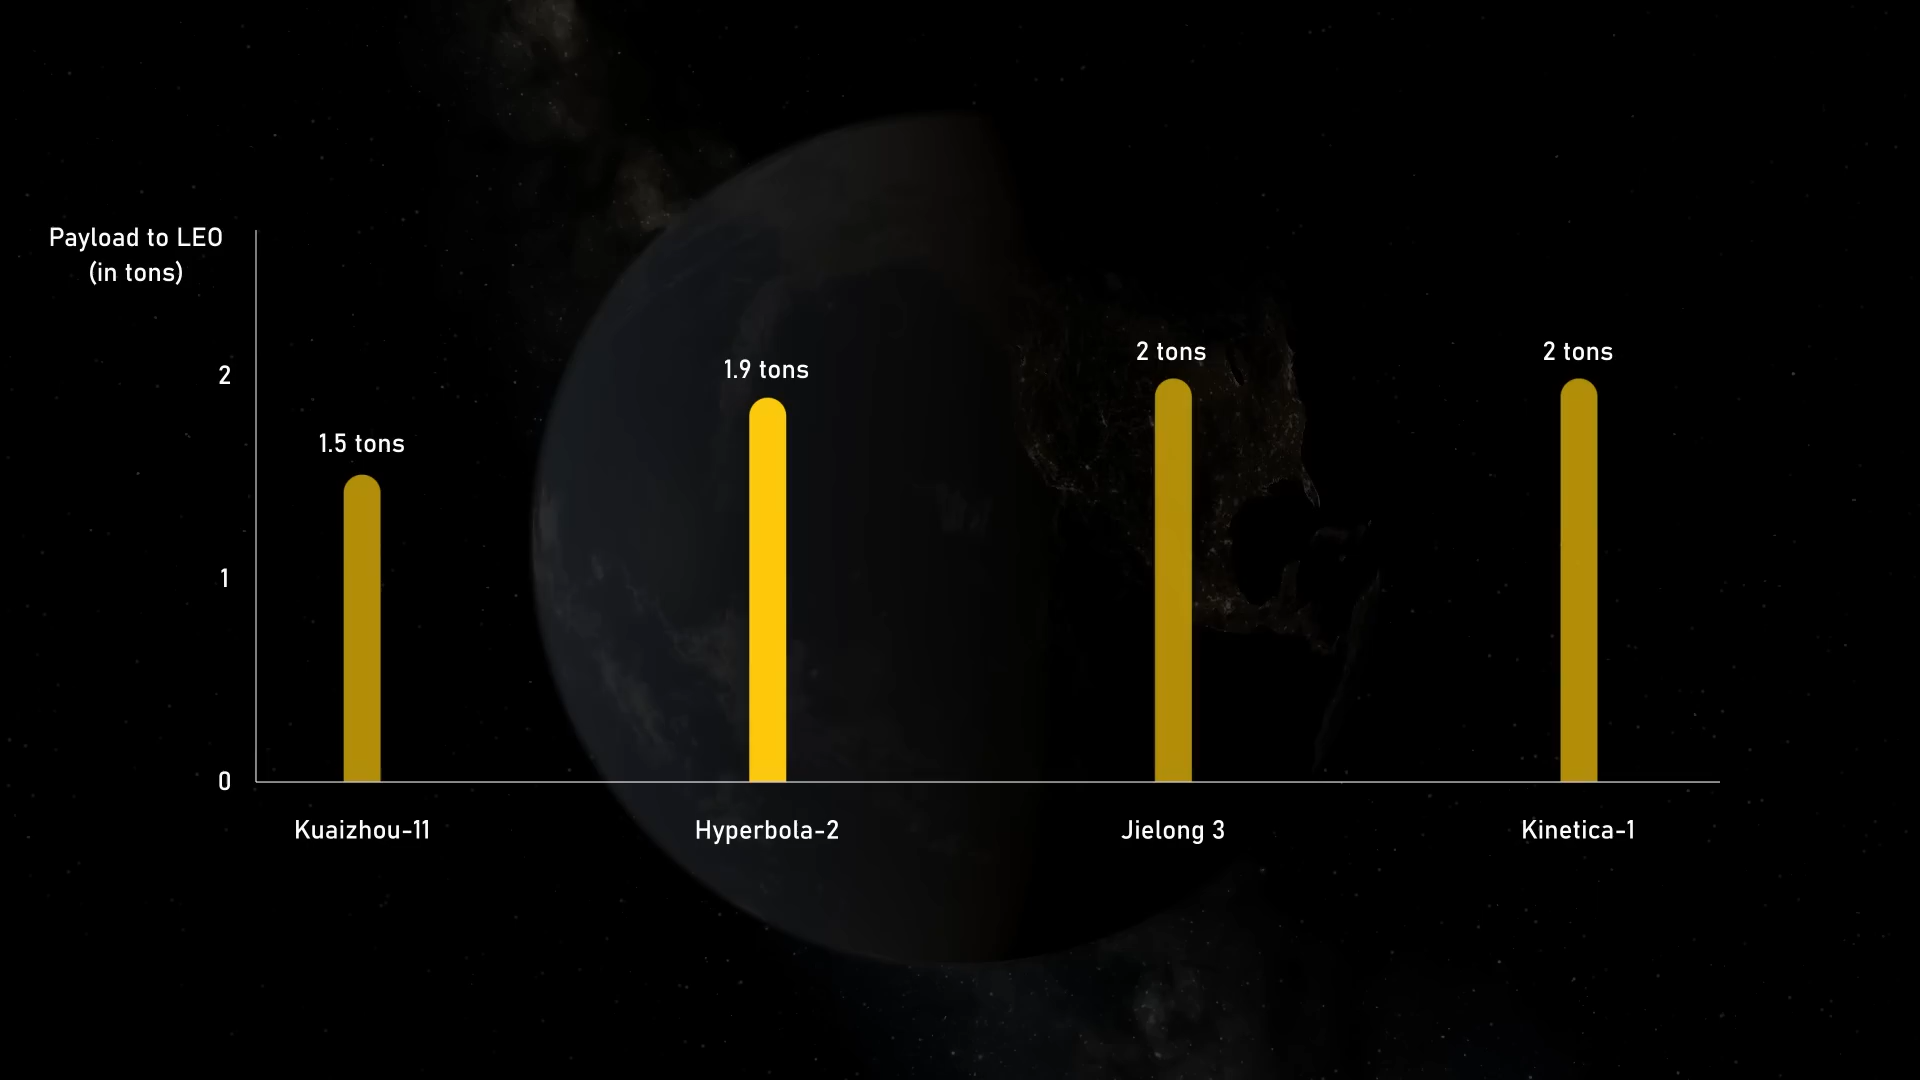 Payload to LEO
(in tons)
2
1
0
1.5 tons
1.9 tons
2 tons
2 tons
Kuaizhou-11
Hyperbola-2
Jielong 3
Kinetica-1